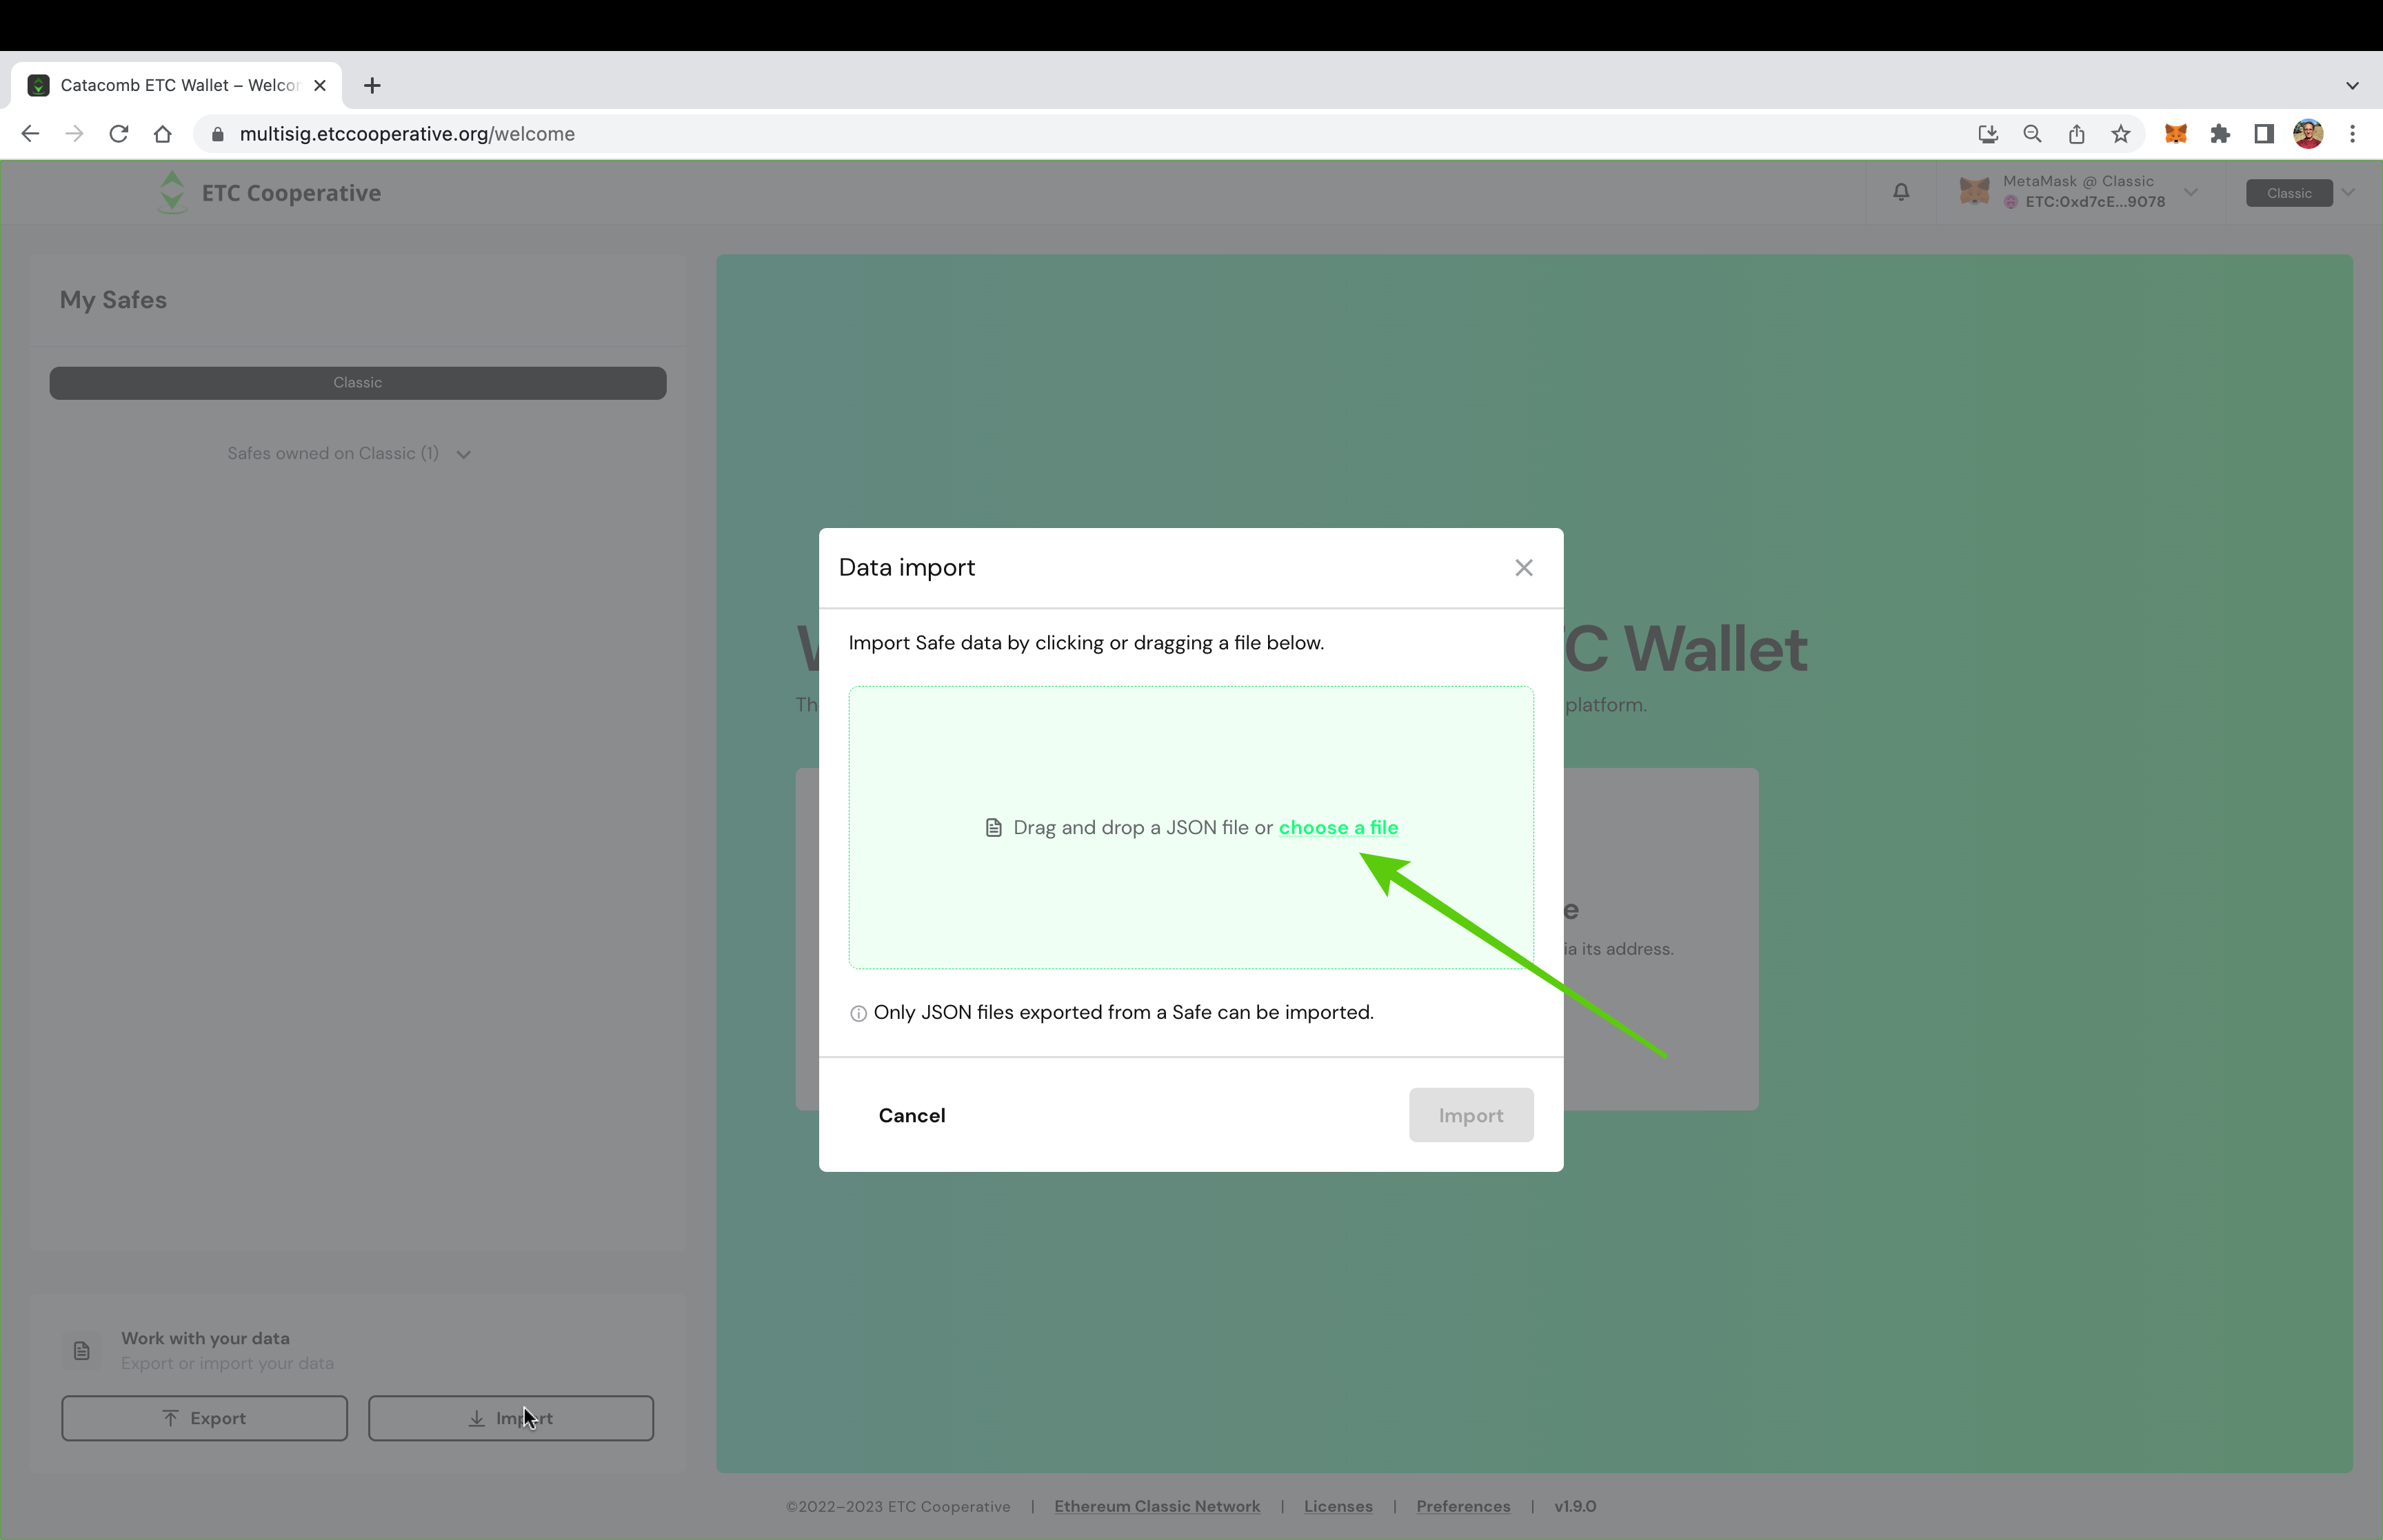 Catacomb ETC Wallet – Welcor
multisig.etccooperative.org/welcome
ETC Cooperative
MetaMask @ Classic
ETC:0xd7cE...9078
Classic
My Safes
Classic
Safes owned on Classic (1)
Data import
Import Safe data by clicking or dragging a file below.
C Wallet
Th
platform.
Drag and drop a JSON file or choose a file
e
ia its address.
Only JSON files exported from a Safe can be imported.
Cancel
Import
Work with your data
Export or import your data
Export
Import
©2022–2023 ETC Cooperative | Ethereum Classic Network | Licenses | Preferences | v1.9.0